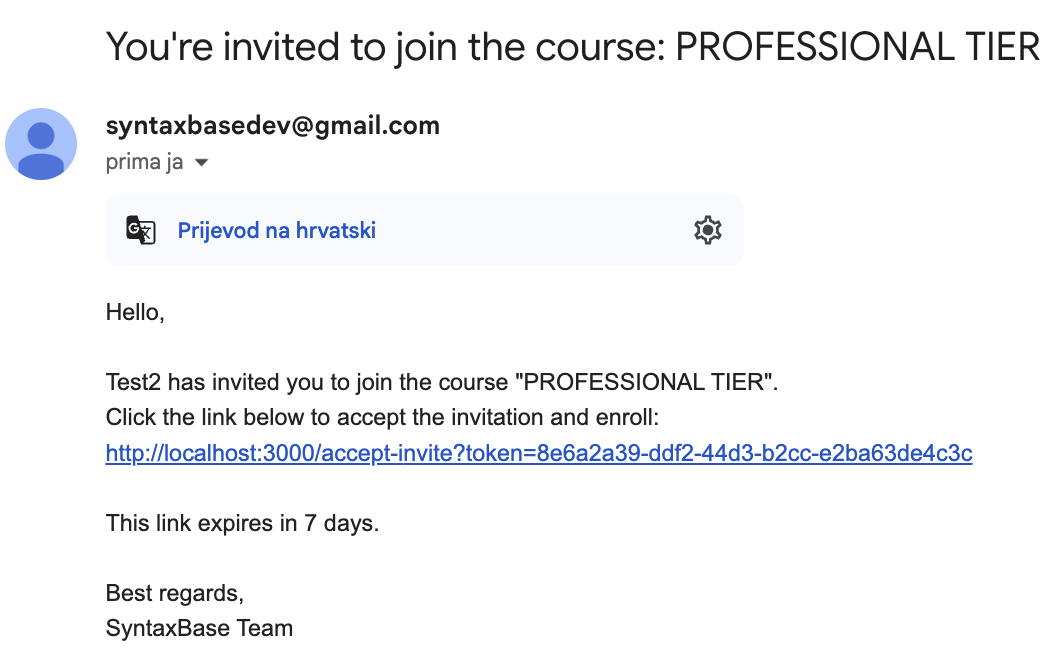 You're invited to join the course: PROFESSIONAL TIER
syntaxbasedev@gmail.com
prima ja
Prijevod na hrvatski
Hello,
Test2 has invited you to join the course "PROFESSIONAL TIER".
Click the link below to accept the invitation and enroll:
http://localhost:3000/accept-invite?token=8e6a2a39-ddf2-44d3-b2cc-e2ba63de4c3c
This link expires in 7 days.
Best regards,
SyntaxBase Team